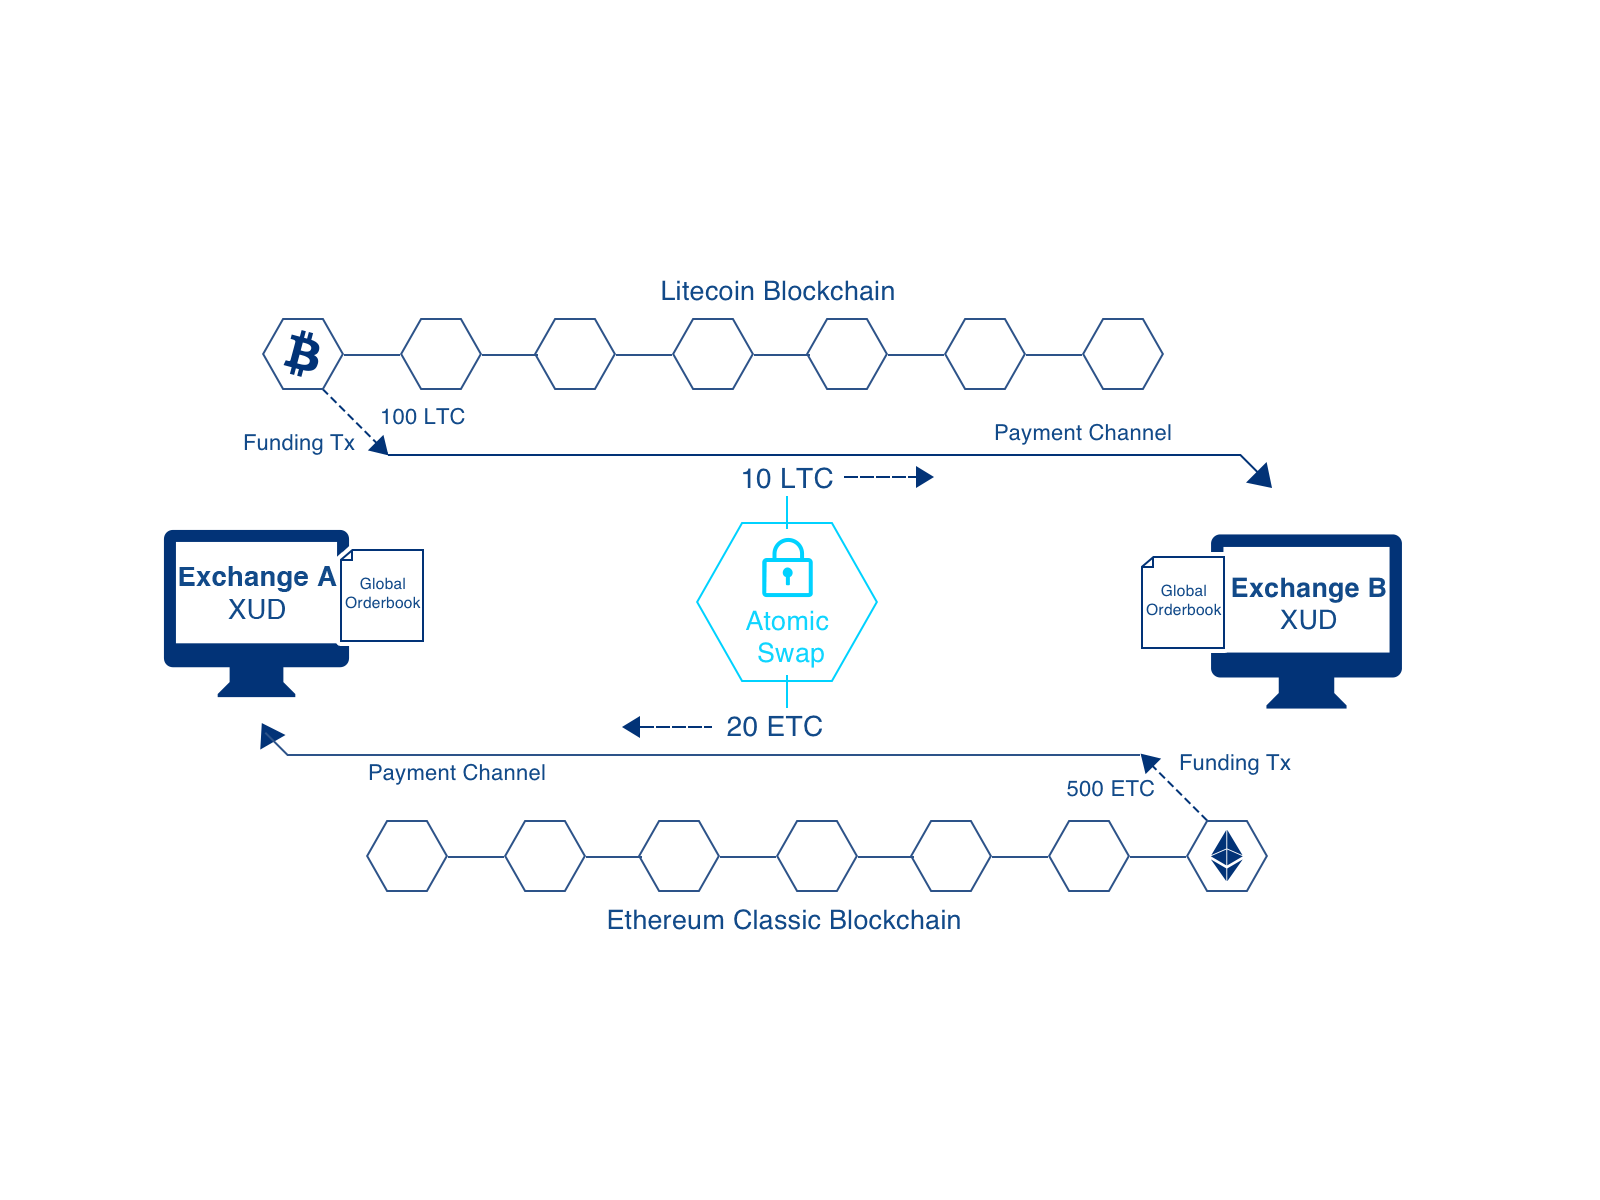 Litecoin Blockchain
100 LTC
Funding Tx
Payment Channel
10 LTC
Exchange A
XUD
Global
Orderbook
Atomic
Swap
Global
Orderbook
Exchange B
XUD
20 ETC
Payment Channel
Funding Tx
500 ETC
Ethereum Classic Blockchain